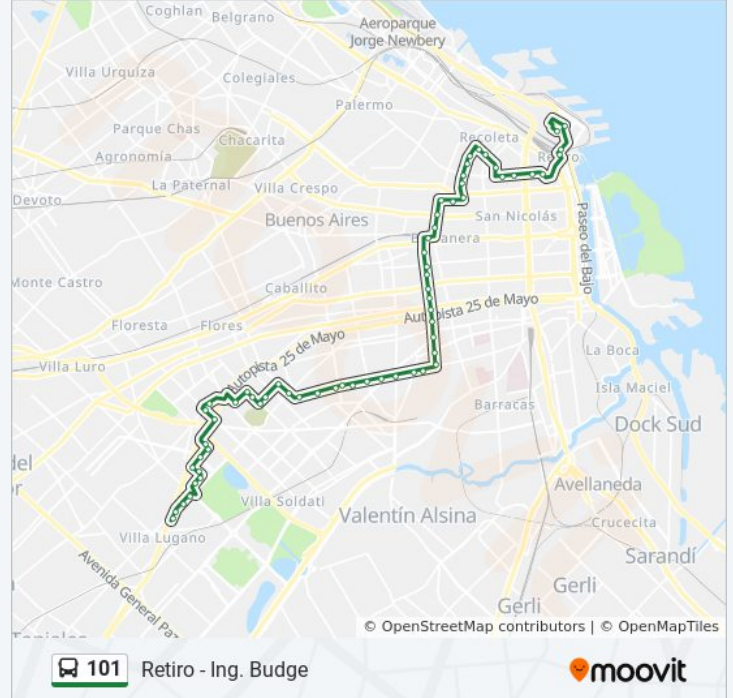 Coghlan
Belgrano
Aeroparque
Jorge Newbery
Villa Urquiza
Colegiales
Palermo
Parque Chas
Chacarita
Recoleta
Agronomía
Retiro
La Paternal
Villa Crespo
Devoto
San Nicolás
Buenos Aires
Balvanera
Paseo del Bajo
Monte Castro
Caballito
Autopista 25 de Mayo
Floresta
Flores
Autopista 25 de Mayo
La Boca
Villa Luro
Isla Maciel
Barracas
Dock Sud
del
Avellaneda
Villa Soldati
Valentín Alsina
Crucecita
Villa Lugano
Sarandí
Avenida General Paz
Gerli
Gerli
© OpenStreetMap contributors | © OpenMapTiles
101 Retiro - Ing. Budge
moovit